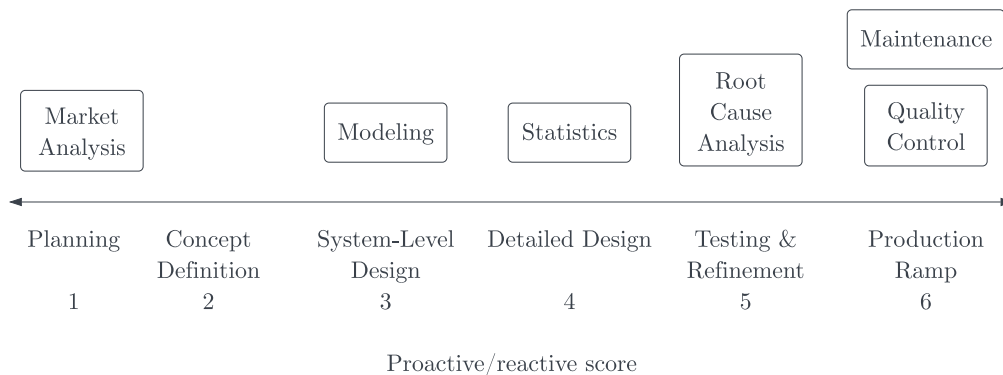 Maintenance
Market
Analysis
Modeling
Statistics
Root
Cause
Analysis
Quality
Control
Planning
Concept
Definition
System-Level
Design
Detailed Design
Testing &
Refinement
Production
Ramp
1
2
3
4
5
6
Proactive/reactive score